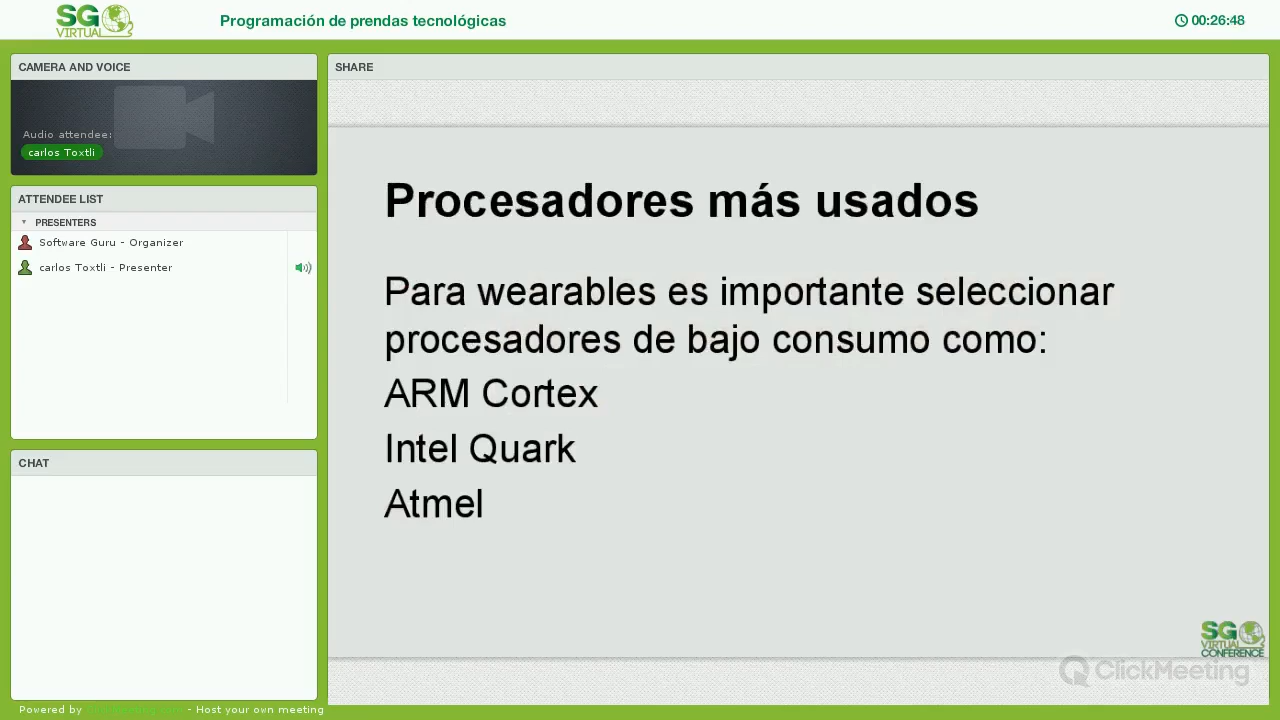 SG
VIRTUAL
Programación de prendas tecnológicas
00:26:48
CAMERA AND VOICE
Audio attendee:
carlos Toxtli
ATTENDEE LIST
PRESENTERS
Software Guru - Organizer
carlos Toxtli - Presenter
CHAT
SHARE
Procesadores más usados
Para wearables es importante seleccionar
procesadores de bajo consumo como:
ARM Cortex
Intel Quark
Atmel
SG
VIRTUAL
CONFERENCE
ClickMeeting
Powered by - Host your own meeting